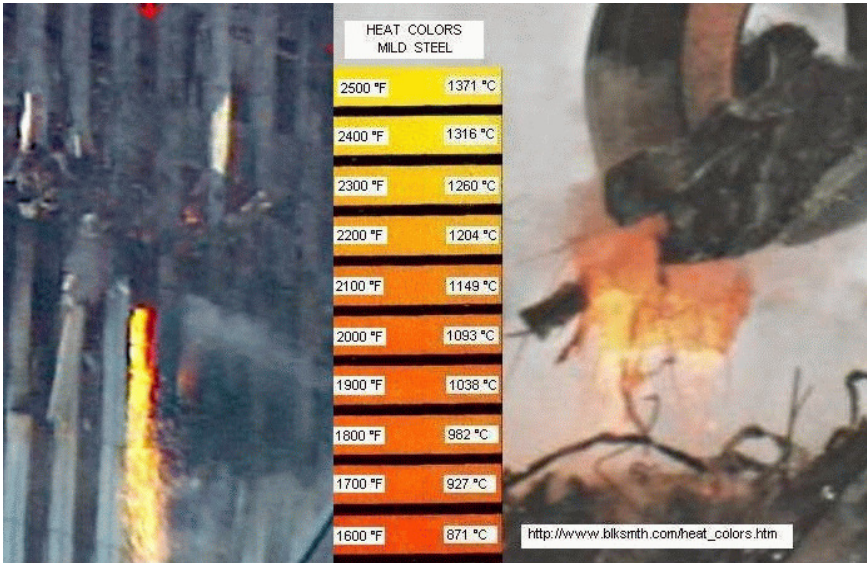 HEAT COLORS
MILD STEEL
2500 °F 1371 °C
2400 °F 1316 °C
2300 °F 1260 °C
2200 °F 1204 °C
2100 °F 1149 °C
2000 °F 1093 °C
1900 °F 1038 °C
1800 °F 982 °C
1700 °F 927 °C
1600 °F 871 °C
http://www.blksmth.com/heat_colors.htm